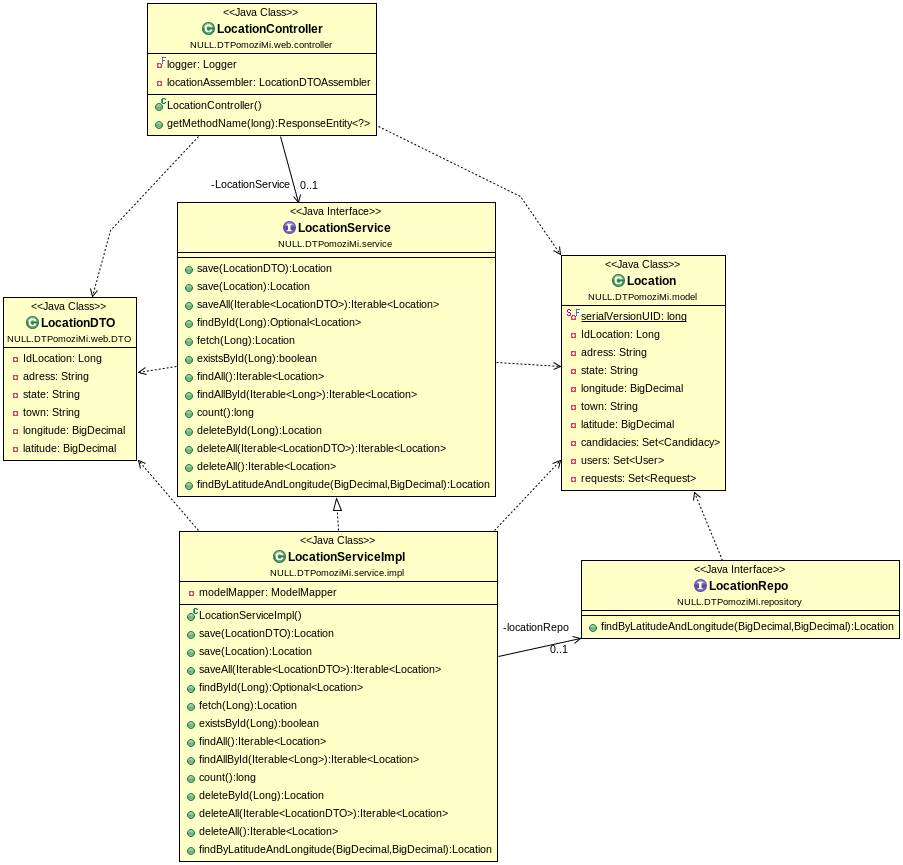 <<Java Class>>
LocationController
NULL.DTPomoziMi.web.controller
logger: Logger
locationAssembler: LocationDTOAssembler
LocationController()
getMethodName(long):ResponseEntity<?>
-LocationService
0..1
<<Java Interface>>
LocationService
NULL.DTPomoziMi.service
save(LocationDTO):Location
save(Location):Location
saveAll(Iterable<LocationDTO>):Iterable<Location>
findById(Long):Optional<Location>
fetch(Long):Location
existsById(Long):boolean
findAll():Iterable<Location>
findAllById(Iterable<Long>):Iterable<Location>
count():long
deleteById(Long):Location
deleteAll(Iterable<LocationDTO>):Iterable<Location>
deleteAll():Iterable<Location>
findByLatitudeAndLongitude(BigDecimal,BigDecimal):Location
<<Java Class>>
Location
NULL.DTPomoziMi.model
serialVersionUID: long
IdLocation: Long
adress: String
state: String
longitude: BigDecimal
town: String
latitude: BigDecimal
candidacies: Set<Candidacy>
users: Set<User>
requests: Set<Request>
<<Java Class>>
LocationDTO
NULL.DTPomoziMi.web.DTO
IdLocation: Long
adress: String
state: String
town: String
longitude: BigDecimal
latitude: BigDecimal
<<Java Class>>
LocationServiceImpl
NULL.DTPomoziMi.service.impl
modelMapper: ModelMapper
LocationServiceImpl()
save(LocationDTO):Location
save(Location):Location
saveAll(Iterable<LocationDTO>):Iterable<Location>
findById(Long):Optional<Location>
fetch(Long):Location
existsById(Long):boolean
findAll():Iterable<Location>
findAllById(Iterable<Long>):Iterable<Location>
count():long
deleteById(Long):Location
deleteAll(Iterable<LocationDTO>):Iterable<Location>
deleteAll():Iterable<Location>
findByLatitudeAndLongitude(BigDecimal,BigDecimal):Location
-locationRepo
0..1
<<Java Interface>>
LocationRepo
NULL.DTPomoziMi.repository
findByLatitudeAndLongitude(BigDecimal,BigDecimal):Location